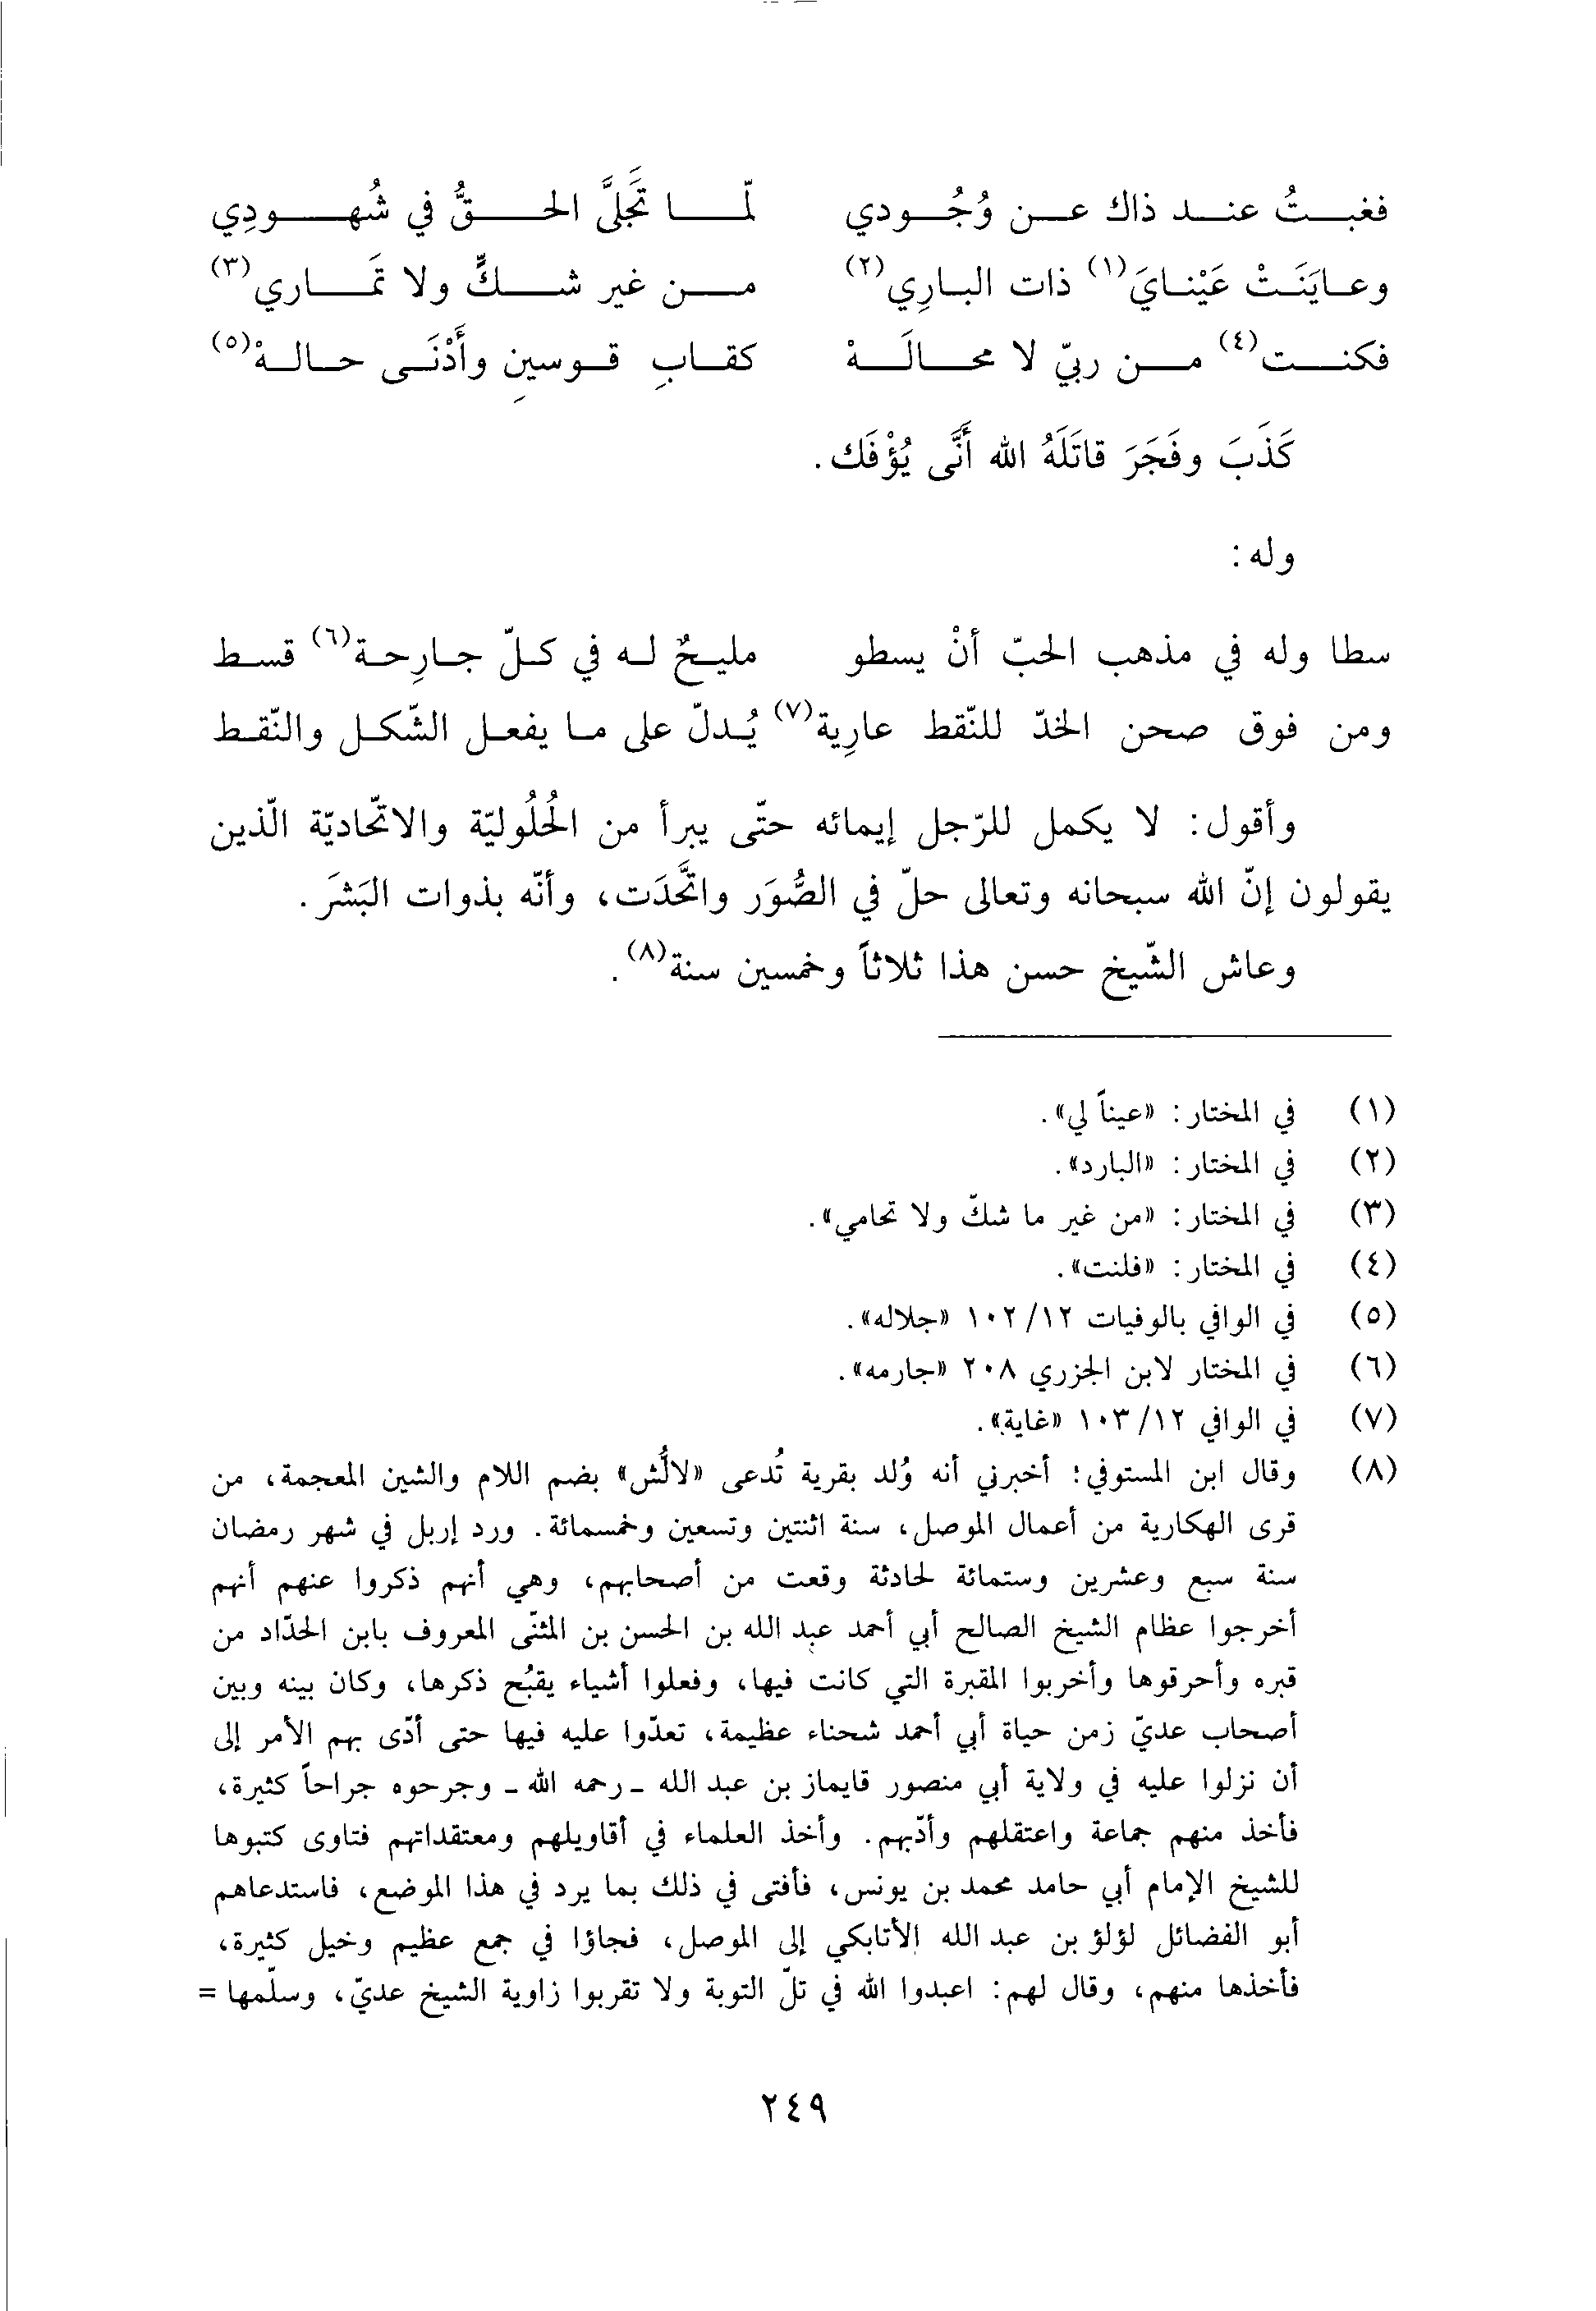 فغبتُ عند ذاك عن وُجُودي لمّا تَجَلَّى الحقُّ في شُهودِي
وعايَنَتْ عَيْنايَ(١) ذات البارِي(٢) من غير شكٍّ ولا تَماري(٣)
فكنت(٤) من ربيّ لا محالَهْ كقابِ قوسينِ وأَدْنَى حالهْ(٥)
كَذَبَ وفَجَرَ قاتَلَهُ الله أَنَّى يُؤْفَك.
وله:
سطا وله في مذهب الحبّ أنْ يسطو مليحٌ له في كلّ جارِحة(٦) قسط
ومن فوق صحن الخدّ للنّقط عارِية(٧) يُدلّ على ما يفعل الشّكل والنّقط
وأقول: لا يكمل للرّجل إيمائه حتّى يبرأ من الحُلُوليّة والاتّحاديّة الّذين
يقولون إنّ الله سبحانه وتعالى حلّ في الصُّوَر واتَّحَدَت، وأنّه بذوات البَشَر.
وعاش الشّيخ حسن هذا ثلاثاً وخمسين سنة(٨).
(١) في المختار: «عيناً لي».
(٢) في المختار: «البارد».
(٣) في المختار: «من غير ما شكّ ولا تحامي».
(٤) في المختار: «فلنت».
(٥) في الوافي بالوفيات ١٠٢/١٢ «جلاله».
(٦) في المختار لابن الجزري ٢٠٨ «جارمه».
(٧) في الوافي ١٠٣/١٢ «غاية».
(٨) وقال ابن المستوفي: أخبرني أنه وُلد بقرية تُدعى «لالُش» بضم اللام والشين المعجمة، من
قرى الهكارية من أعمال الموصل، سنة اثنتين وتسعين وخمسمائة. ورد إربل في شهر رمضان
سنة سبع وعشرين وستمائة لحادثة وقعت من أصحابهم، وهي أنهم ذكروا عنهم أنهم
أخرجوا عظام الشيخ الصالح أبي أحمد عبد الله بن الحسن بن المثنّى المعروف بابن الحدّاد من
قبره وأحرقوها وأخربوا المقبرة التي كانت فيها، وفعلوا أشياء يقبُح ذكرها، وكان بينه وبين
أصحاب عديّ زمن حياة أبي أحمد شحناء عظيمة، تعدّوا عليه فيها حتى أدّى بهم الأمر إلى
أن نزلوا عليه في ولاية أبي منصور قايماز بن عبد الله - رحمه الله - وجرحوه جراحاً كثيرة،
فأخذ منهم جماعة واعتقلهم وأدّبهم. وأخذ العلماء في أقاويلهم ومعتقداتهم فتاوى كتبوها
للشيخ الإمام أبي حامد محمد بن يونس، فأفتى في ذلك بما يرد في هذا الموضع، فاستدعاهم
أبو الفضائل لؤلؤ بن عبد الله الأتابكي إلى الموصل، فجاؤا في جمع عظيم وخيل كثيرة،
فأخذها منهم، وقال لهم: اعبدوا الله في تلّ التوبة ولا تقربوا زاوية الشيخ عديّ، وسلّمها =
٢٤٩